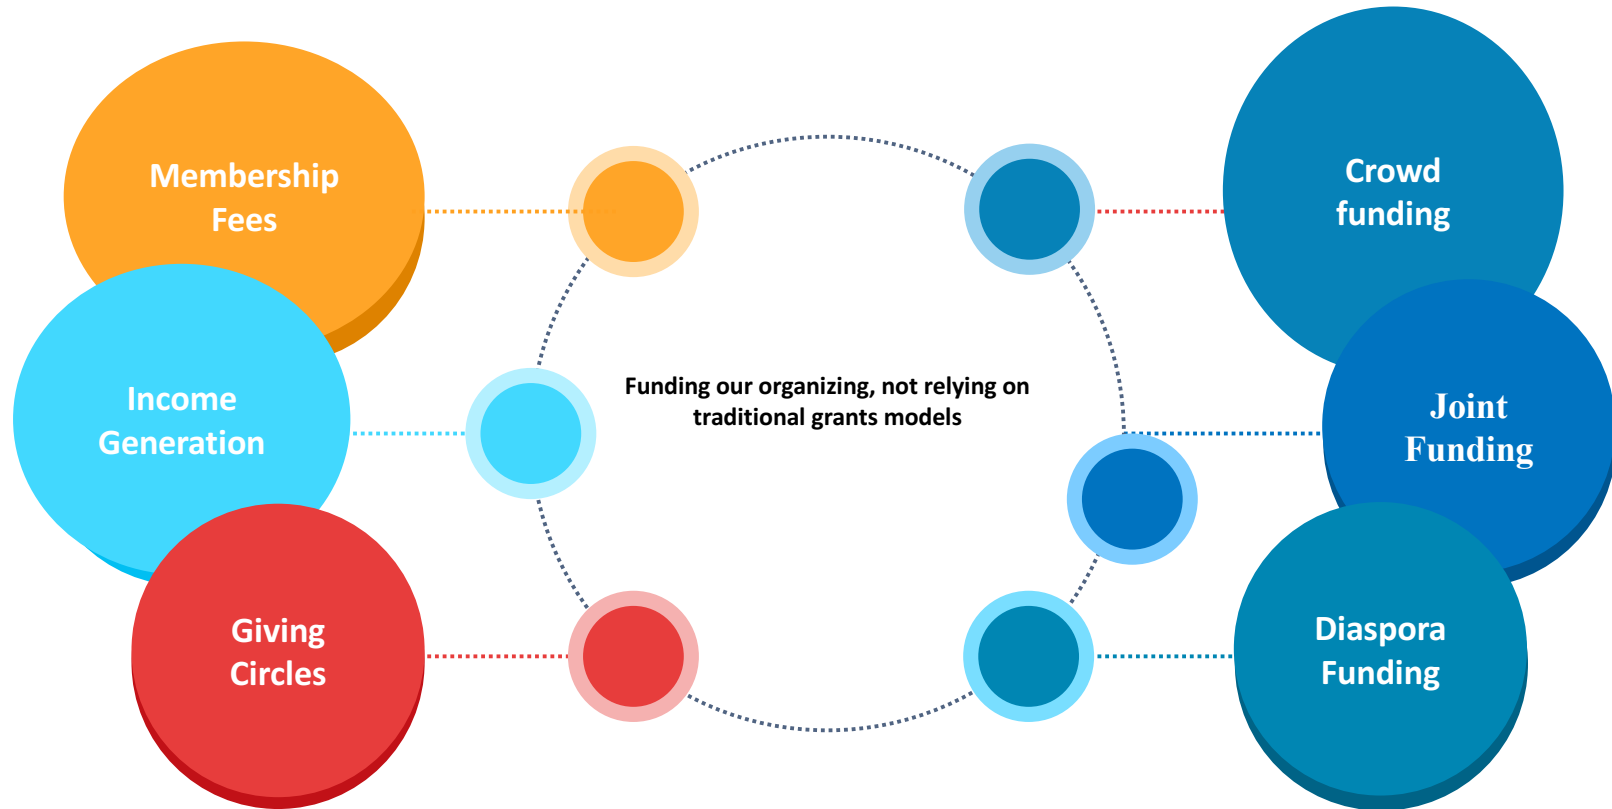 Membership
Fees
Income
Generation
Giving
Circles
Funding our organizing, not relying on
traditional grants models
Crowd
funding
Joint
Funding
Diaspora
Funding